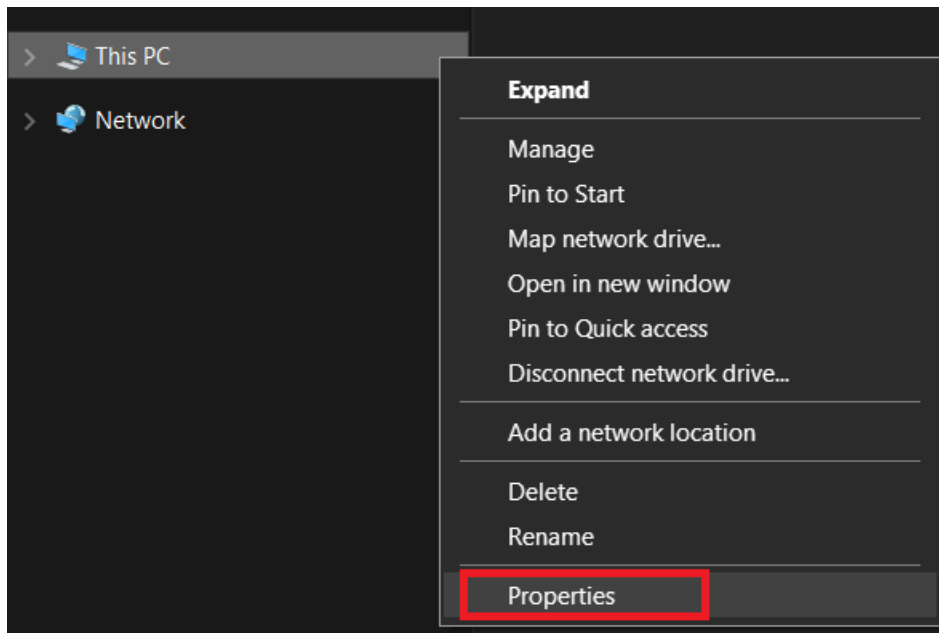 This PC
Network
Expand
Manage
Pin to Start
Map network drive...
Open in new window
Pin to Quick access
Disconnect network drive...
Add a network location
Delete
Rename
Properties